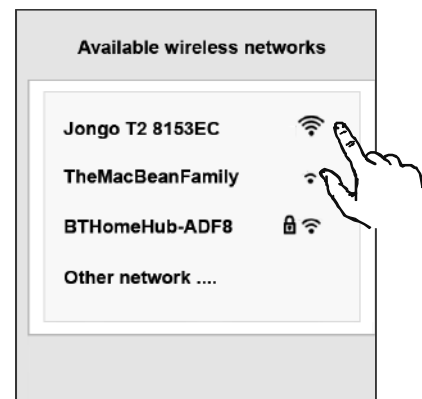 Available wireless networks
Jongo T2 8153EC
TheMacBeanFamily
BTHomeHub-ADF8
Other network ....